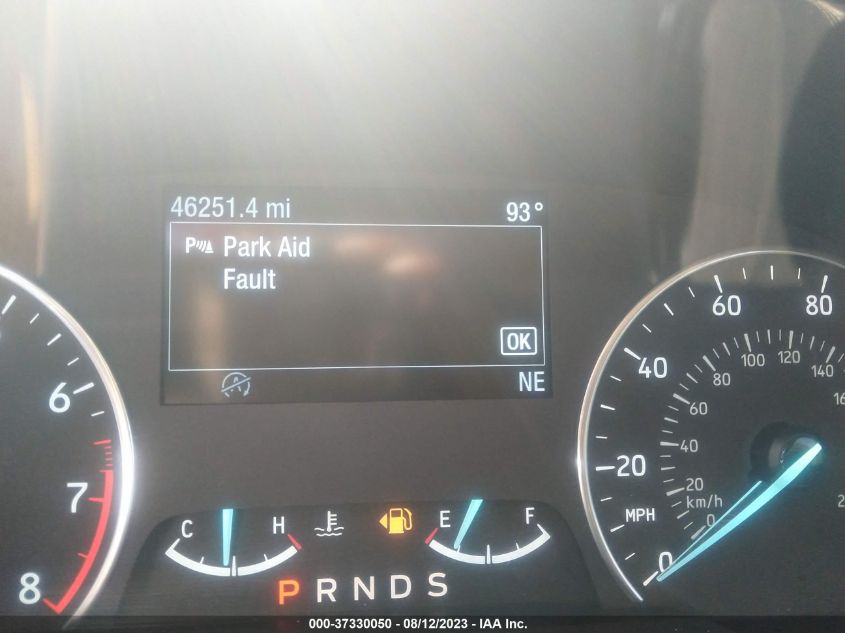 46251.4 mi 93°
P Park Aid
Fault
OK
NE
6
7
8
C H
E F
P R N D S
0 20 40 60 80
MPH
0 20 40 60 80 100 120 140
km/h
000-37330050 - 08/12/2023 - IAA Inc.